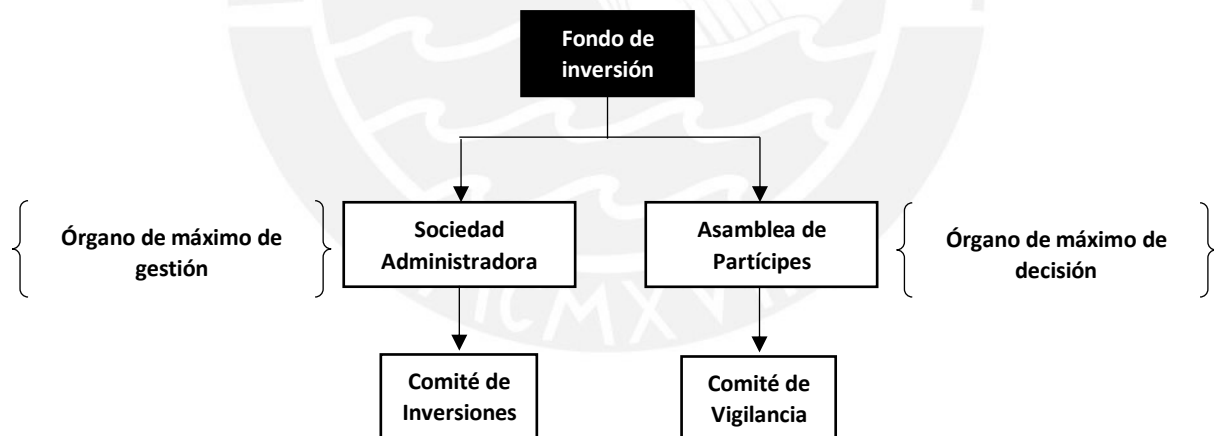 Fondo de
inversión
Órgano de máximo de
gestión
Sociedad
Administradora
Asamblea de
Partícipes
Órgano de máximo de
decisión
Comité de
Inversiones
Comité de
Vigilancia